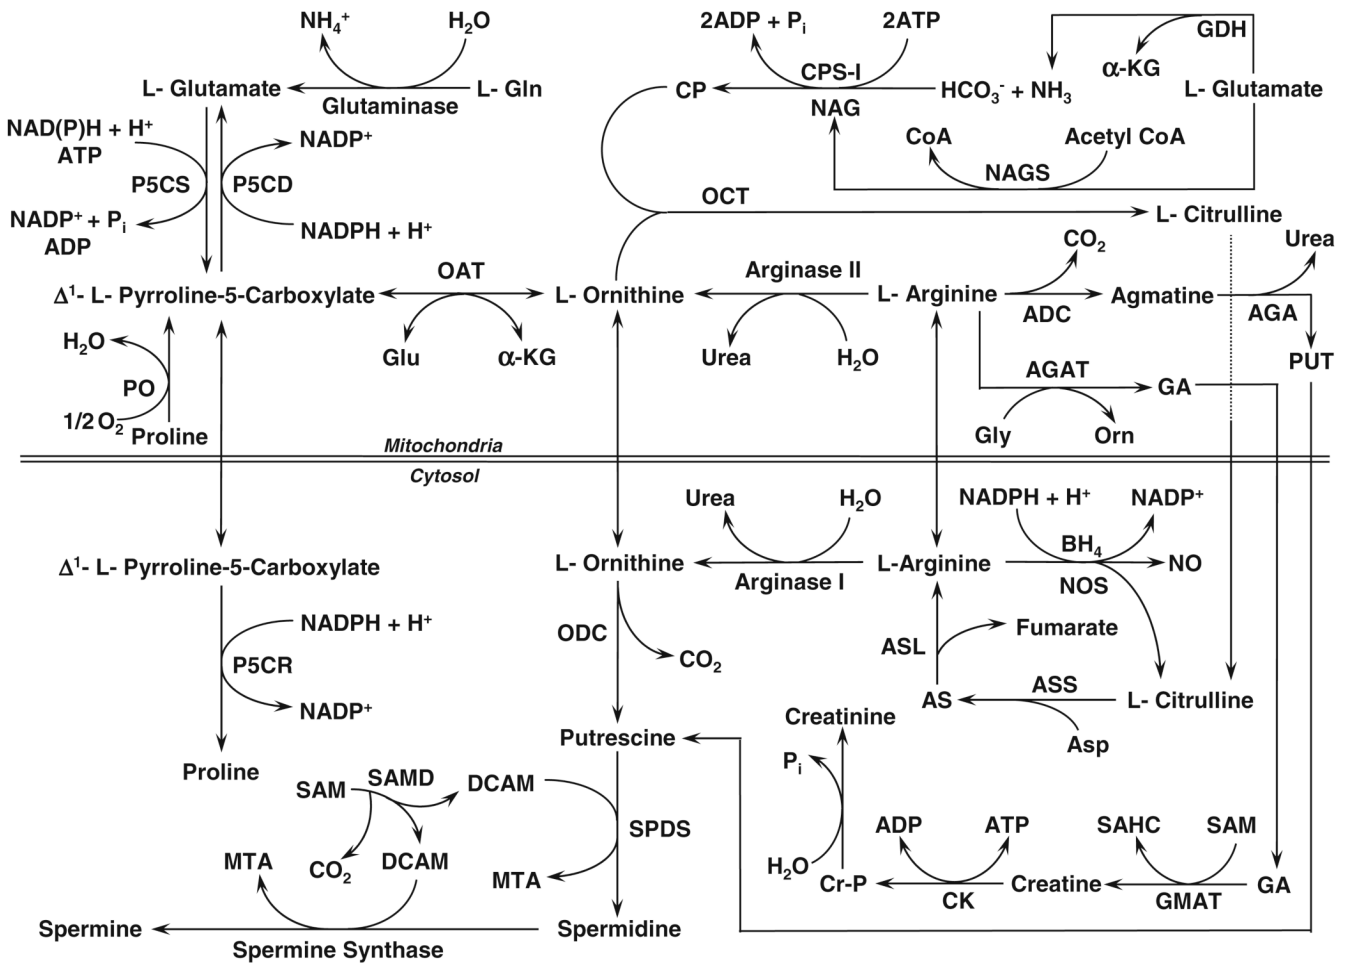 NH₄⁺ H₂O 2ADP + Pᵢ 2ATP GDH
CPS-I α-KG
L- Glutamate L- Gln CP HCO₃⁻ + NH₃ L- Glutamate
Glutaminase NAG
NAD(P)H + H⁺ NADP⁺ CoA Acetyl CoA
ATP
P5CS P5CD NAGS
OCT
NADP⁺ + Pᵢ NADPH + H⁺ L- Citrulline
ADP CO₂ Urea
OAT Arginase II
Δ¹- L- Pyrroline-5-Carboxylate L- Ornithine L- Arginine Agmatine
ADC AGA
H₂O Glu α-KG Urea H₂O PUT
PO AGAT GA
1/2 O₂ Proline Gly Orn
Mitochondria
Cytosol
Urea H₂O NADPH + H⁺ NADP⁺
BH₄
Δ¹- L- Pyrroline-5-Carboxylate L- Ornithine L-Arginine NO
Arginase I NOS
NADPH + H⁺ ODC Fumarate
P5CR CO₂ ASL
ASS
NADP⁺ AS L- Citrulline
Creatinine
Putrescine Asp
Proline Pᵢ
SAM SAMD DCAM
SPDS ADP ATP SAHC SAM
MTA CO₂ DCAM H₂O
MTA Cr-P Creatine GA
CK GMAT
Spermine Spermidine
Spermine Synthase